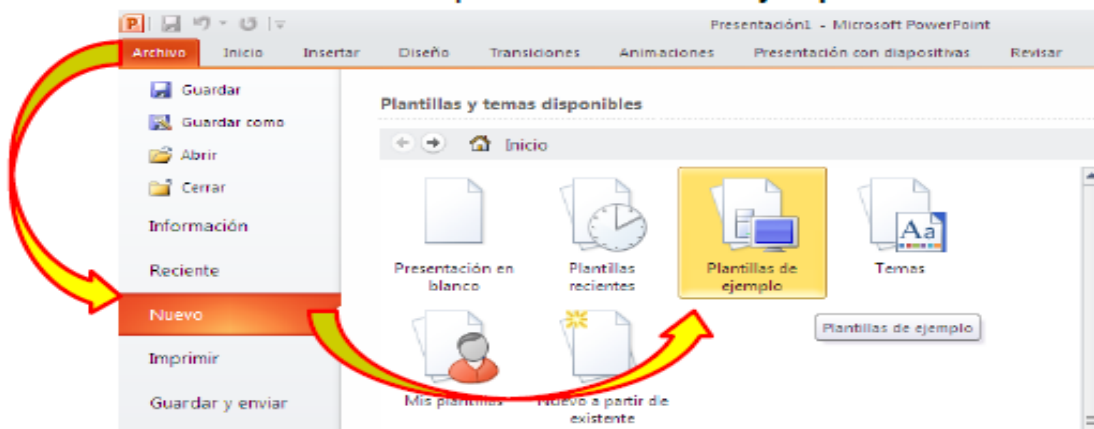 Presentación1 - Microsoft PowerPoint
Archivo Inicio Insertar Diseño Transiciones Animaciones Presentación con diapositivas Revisar
Guardar
Guardar como
Abrir
Cerrar
Información
Reciente
Nuevo
Imprimir
Guardar y enviar
Plantillas y temas disponibles
Inicio
Presentación en
blanco
Plantillas
recientes
Plantillas de
ejemplo
Temas
Plantillas de ejemplo
Mis plantillas
Nuevo a partir de
existente